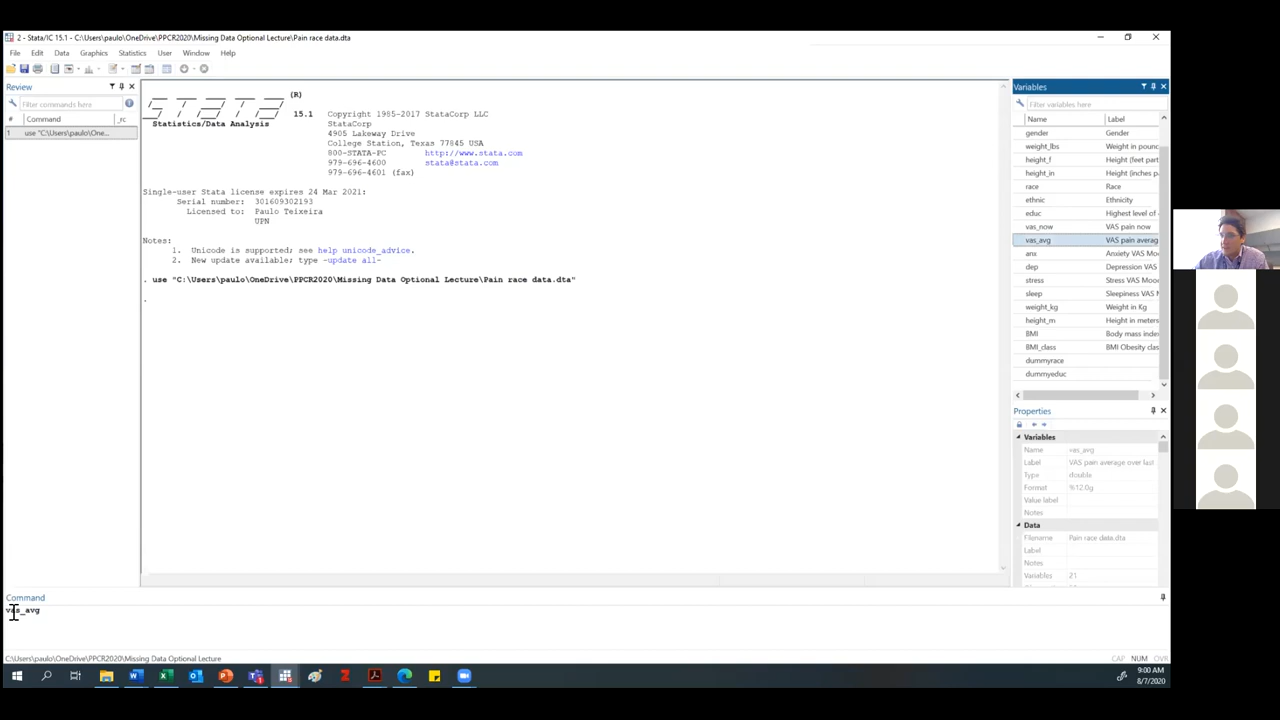 2 - Stata/IC 15.1 - C:\Users\paulo\OneDrive\PPCR2020\Missing Data Optional Lecture\Pain race data.dta
File Edit Data Graphics Statistics User Window Help
Review
Filter commands here
# Command _rc
1 use "C:\Users\paulo\One...
(R)
15.1 Copyright 1985-2017 StataCorp LLC
Statistics/Data Analysis StataCorp
4905 Lakeway Drive
College Station, Texas 77845 USA
800-STATA-PC http://www.stata.com
979-696-4600 stata@stata.com
979-696-4601 (fax)
Single-user Stata license expires 24 Mar 2021:
Serial number: 301609302193
Licensed to: Paulo Teixeira
UPN
Notes:
1. Unicode is supported; see help unicode_advice.
2. New update available; type -update all-
. use "C:\Users\paulo\OneDrive\PPCR2020\Missing Data Optional Lecture\Pain race data.dta"
.
Variables
Filter variables here
Name Label
gender Gender
weight_lbs Weight in pounc
height_f Height (feet part
height_in Height (inches p
race Race
ethnic Ethnicity
educ Highest level of
vas_now VAS pain now
vas_avg VAS pain averag
anx Anxiety VAS Moo
dep Depression VAS
stress Stress VAS Mood
sleep Sleepiness VAS M
weight_kg Weight in Kg
height_m Height in meters
BMI Body mass index
BMI_class BMI Obesity clas
dummyrace
dummyeduc
Properties
Variables
Name vas_avg
Label VAS pain average over last
Type double
Format %12.0g
Value label
Notes
Data
Filename Pain race data.dta
Label
Notes
Variables 21
Command
vas_avg
C:\Users\paulo\OneDrive\PPCR2020\Missing Data Optional Lecture
CAP NUM OVR
9:00 AM
8/7/2020